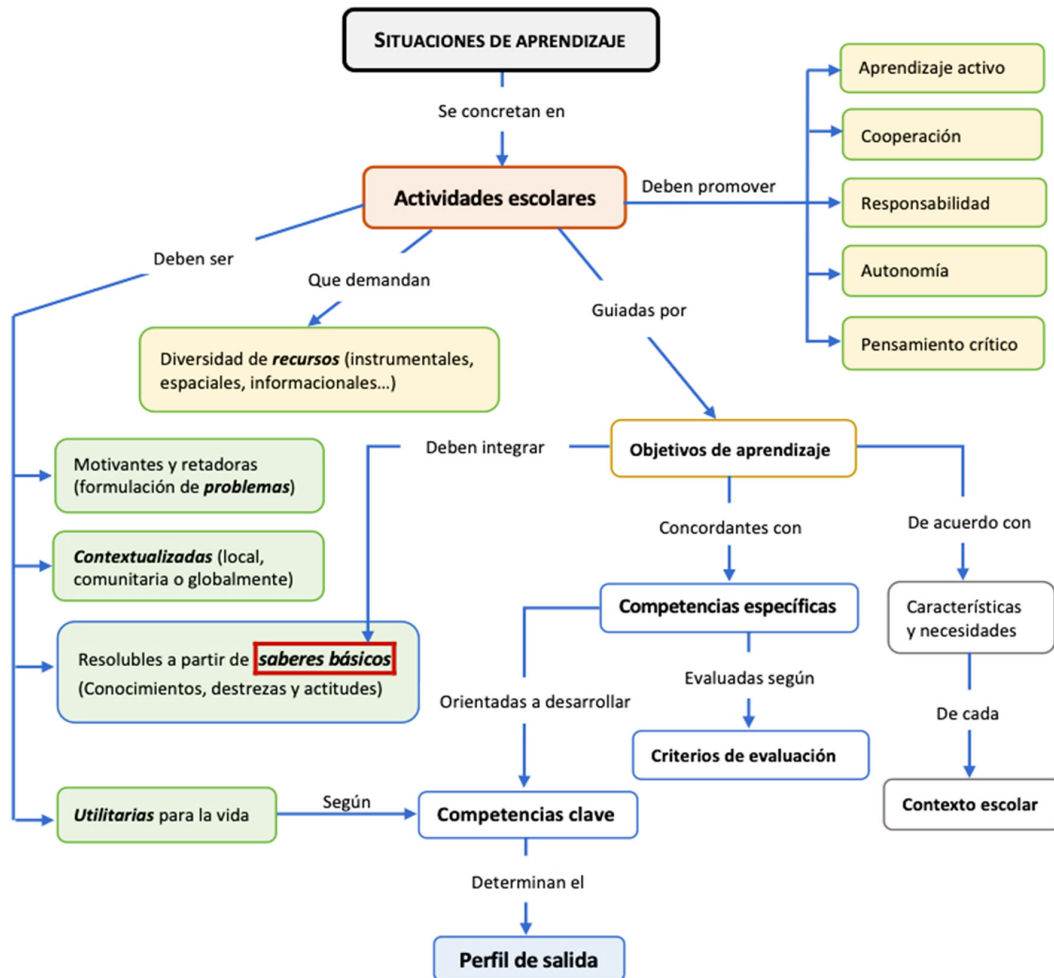 SITUACIONES DE APRENDIZAJE
Se concretan en
Actividades escolares
Deben promover
Aprendizaje activo
Cooperación
Responsabilidad
Autonomía
Pensamiento crítico
Deben ser
Que demandan
Guiadas por
Diversidad de recursos (instrumentales,
espaciales, informacionales…)
Motivantes y retadoras
(formulación de problemas)
Contextualizadas (local,
comunitaria o globalmente)
Resolubles a partir de saberes básicos
(Conocimientos, destrezas y actitudes)
Utilitarias para la vida
Según
Deben integrar
Objetivos de aprendizaje
Concordantes con
De acuerdo con
Competencias específicas
Características
y necesidades
Orientadas a desarrollar
Evaluadas según
De cada
Criterios de evaluación
Contexto escolar
Competencias clave
Determinan el
Perfil de salida